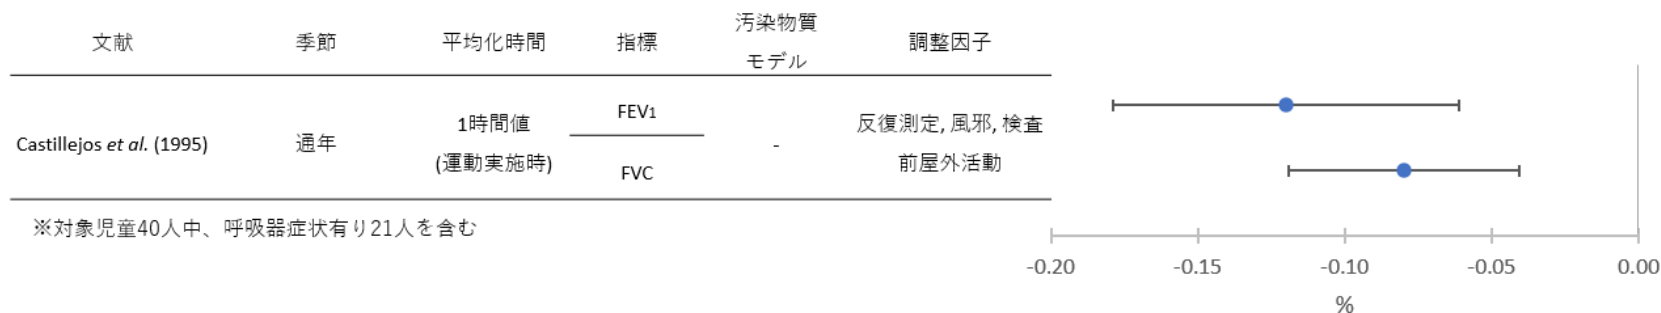 文献 季節 平均化時間 指標 汚染物質モデル 調整因子
Castillejos et al. (1995)
通年
1時間値
(運動実施時)
FEV1
FVC
-
反復測定, 風邪, 検査
前屋外活動
※対象児童40人中、呼吸器症状有り21人を含む
-0.20 -0.15 -0.10 -0.05 0.00
%